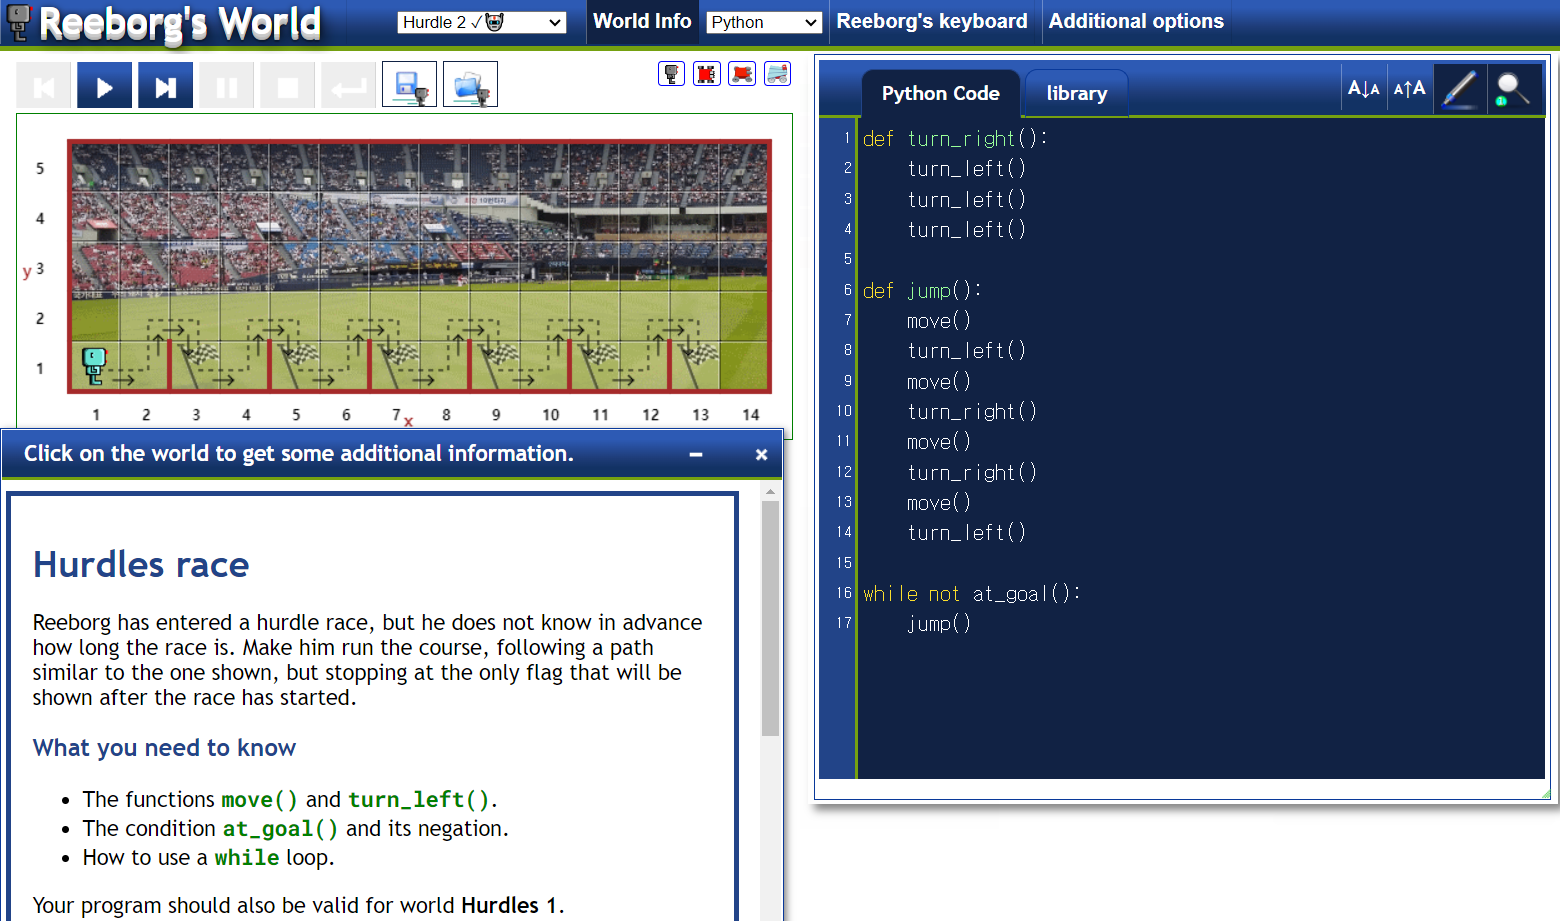 Reeborg's World
Hurdle 2 ✓
World Info
Python
Reeborg's keyboard
Additional options
5
4
y 3
2
1
1 2 3 4 5 6 7 8 9 10 11 12 13 14
x
Click on the world to get some additional information.
Hurdles race
Reeborg has entered a hurdle race, but he does not know in advance
how long the race is. Make him run the course, following a path
similar to the one shown, but stopping at the only flag that will be
shown after the race has started.
What you need to know
• The functions move() and turn_left().
• The condition at_goal() and its negation.
• How to use a while loop.
Your program should also be valid for world Hurdles 1.
Python Code
library
A↓A
A↑A
1 def turn_right():
2     turn_left()
3     turn_left()
4     turn_left()
5
6 def jump():
7     move()
8     turn_left()
9     move()
10     turn_right()
11     move()
12     turn_right()
13     move()
14     turn_left()
15
16 while not at_goal():
17     jump()